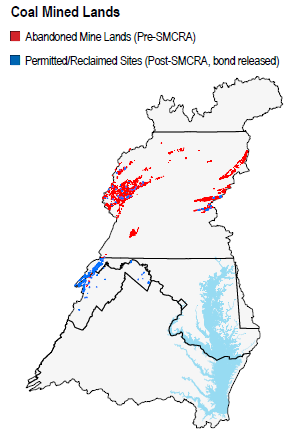 Coal Mined Lands
Abandoned Mine Lands (Pre-SMCRA)
Permitted/Reclaimed Sites (Post-SMCRA, bond released)